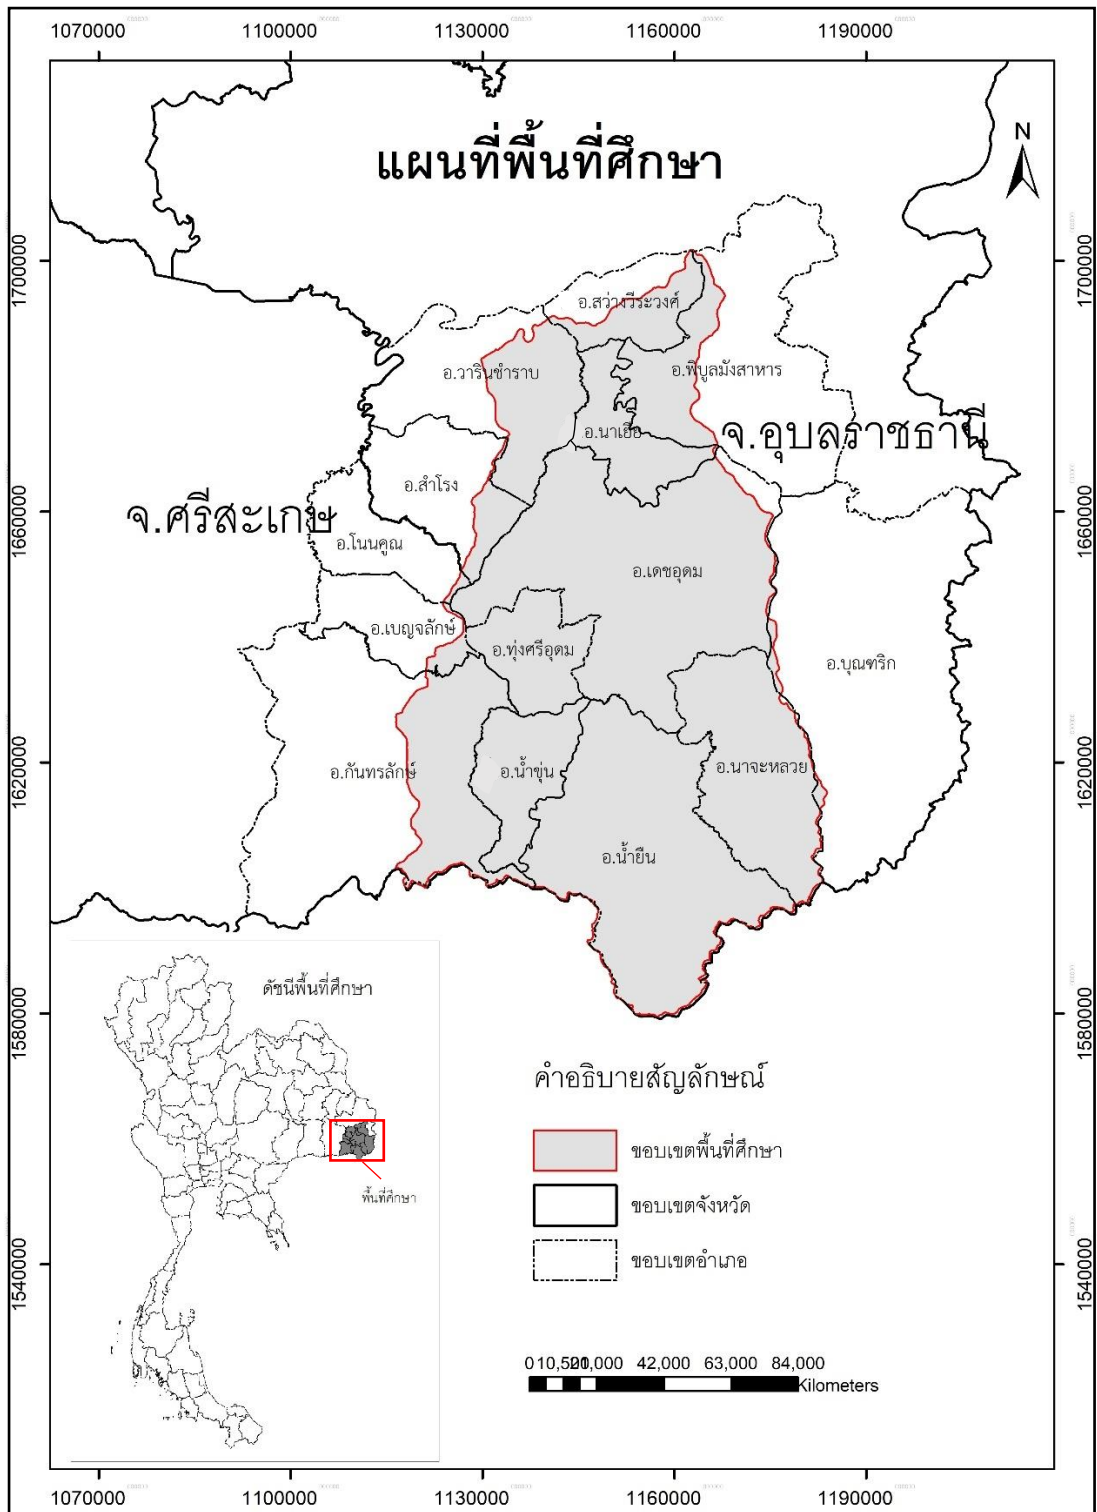 1070000 1100000 1130000 1160000 1190000
แผนที่พื้นที่ศึกษา
N
1700000 1700000
อ.สว่างวีระวงศ์
อ.วารินชำราบ
อ.พิบูลมังสาหาร
อ.นาเยีย
จ.อุบลราชธานี
อ.สำโรง
จ.ศรีสะเกษ
1660000 1660000
อ.โนนคูณ
อ.เดชอุดม
อ.เบญจลักษ์
อ.ทุ่งศรีอุดม
อ.บุณฑริก
1620000 1620000
อ.กันทรลักษ์
อ.น้ำขุ่น
อ.นาจะหลวย
อ.น้ำยืน
ดัชนีพื้นที่ศึกษา
1580000 1580000
คำอธิบายสัญลักษณ์
ขอบเขตพื้นที่ศึกษา
พื้นที่ศึกษา
ขอบเขตจังหวัด
ขอบเขตอำเภอ
1540000 1540000
0 10,500 21,000 42,000 63,000 84,000
Kilometers
1070000 1100000 1130000 1160000 1190000